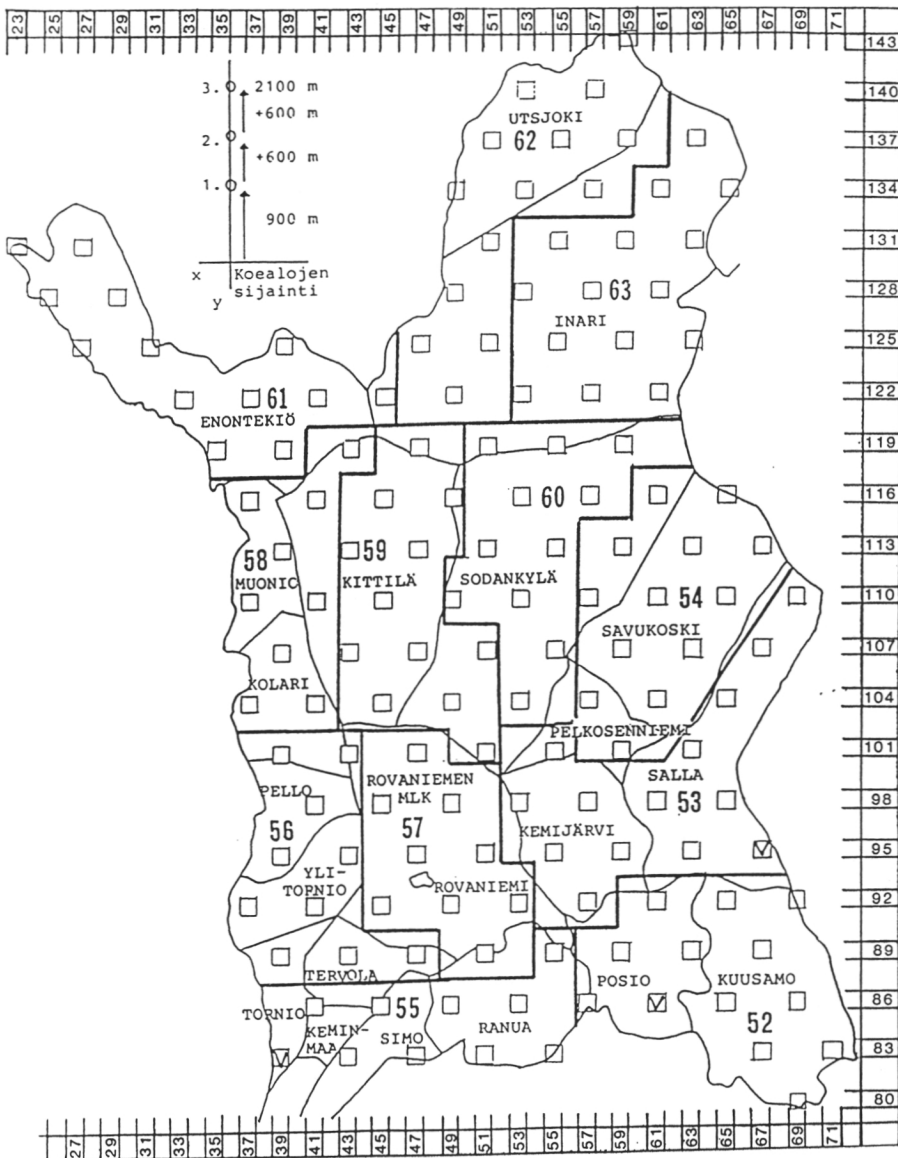 23 25 27 29 31 33 35 37 39 41 43 45 47 49 51 53 55 57 59 61 63 65 67 69 71
143
3. 2100 m
+600 m
2. +600 m
1.
900 m
x Koealojen
y sijainti
140
UTSJOKI
62
137
134
131
128
63
INARI
125
122
61
ENONTEKIÖ
119
60
116
58
59
113
MUONIO
KITTILÄ
SODANKYLÄ
54
110
SAVUKOSKI
107
KOLARI
104
PELKOSENNIEMI
101
PELLO
ROVANIEMEN
MLK
SALLA
53
98
56
57
KEMIJÄRVI
95
YLI-
TORNIO
ROVANIEMI
92
89
TERVOLA
POSIO
KUUSAMO
86
TORNIO
KEMIN-
MAA
55
SIMO
RANUA
52
83
80
27 29 31 33 35 37 39 41 43 45 47 49 51 53 55 57 59 61 63 65 67 69 71